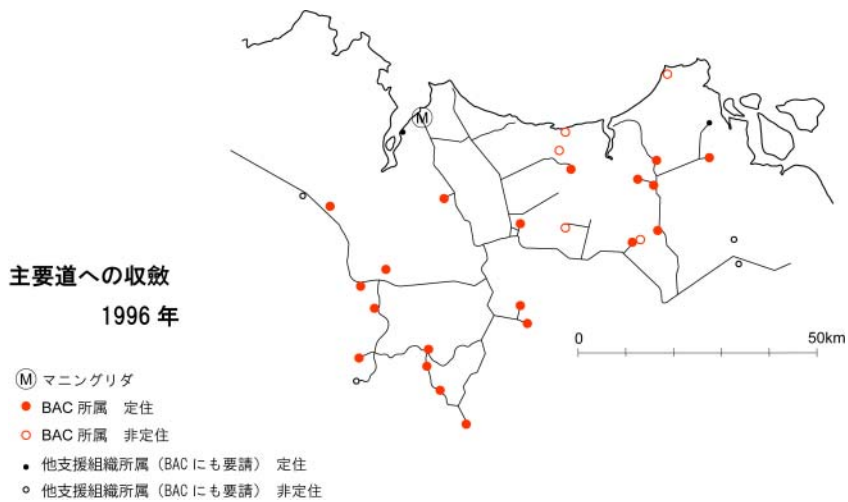 M
主要道への収斂
1996 年
0 50km
M マニングリダ
BAC 所属 定住
BAC 所属 非定住
他支援組織所属（BAC にも要請） 定住
他支援組織所属（BAC にも要請） 非定住